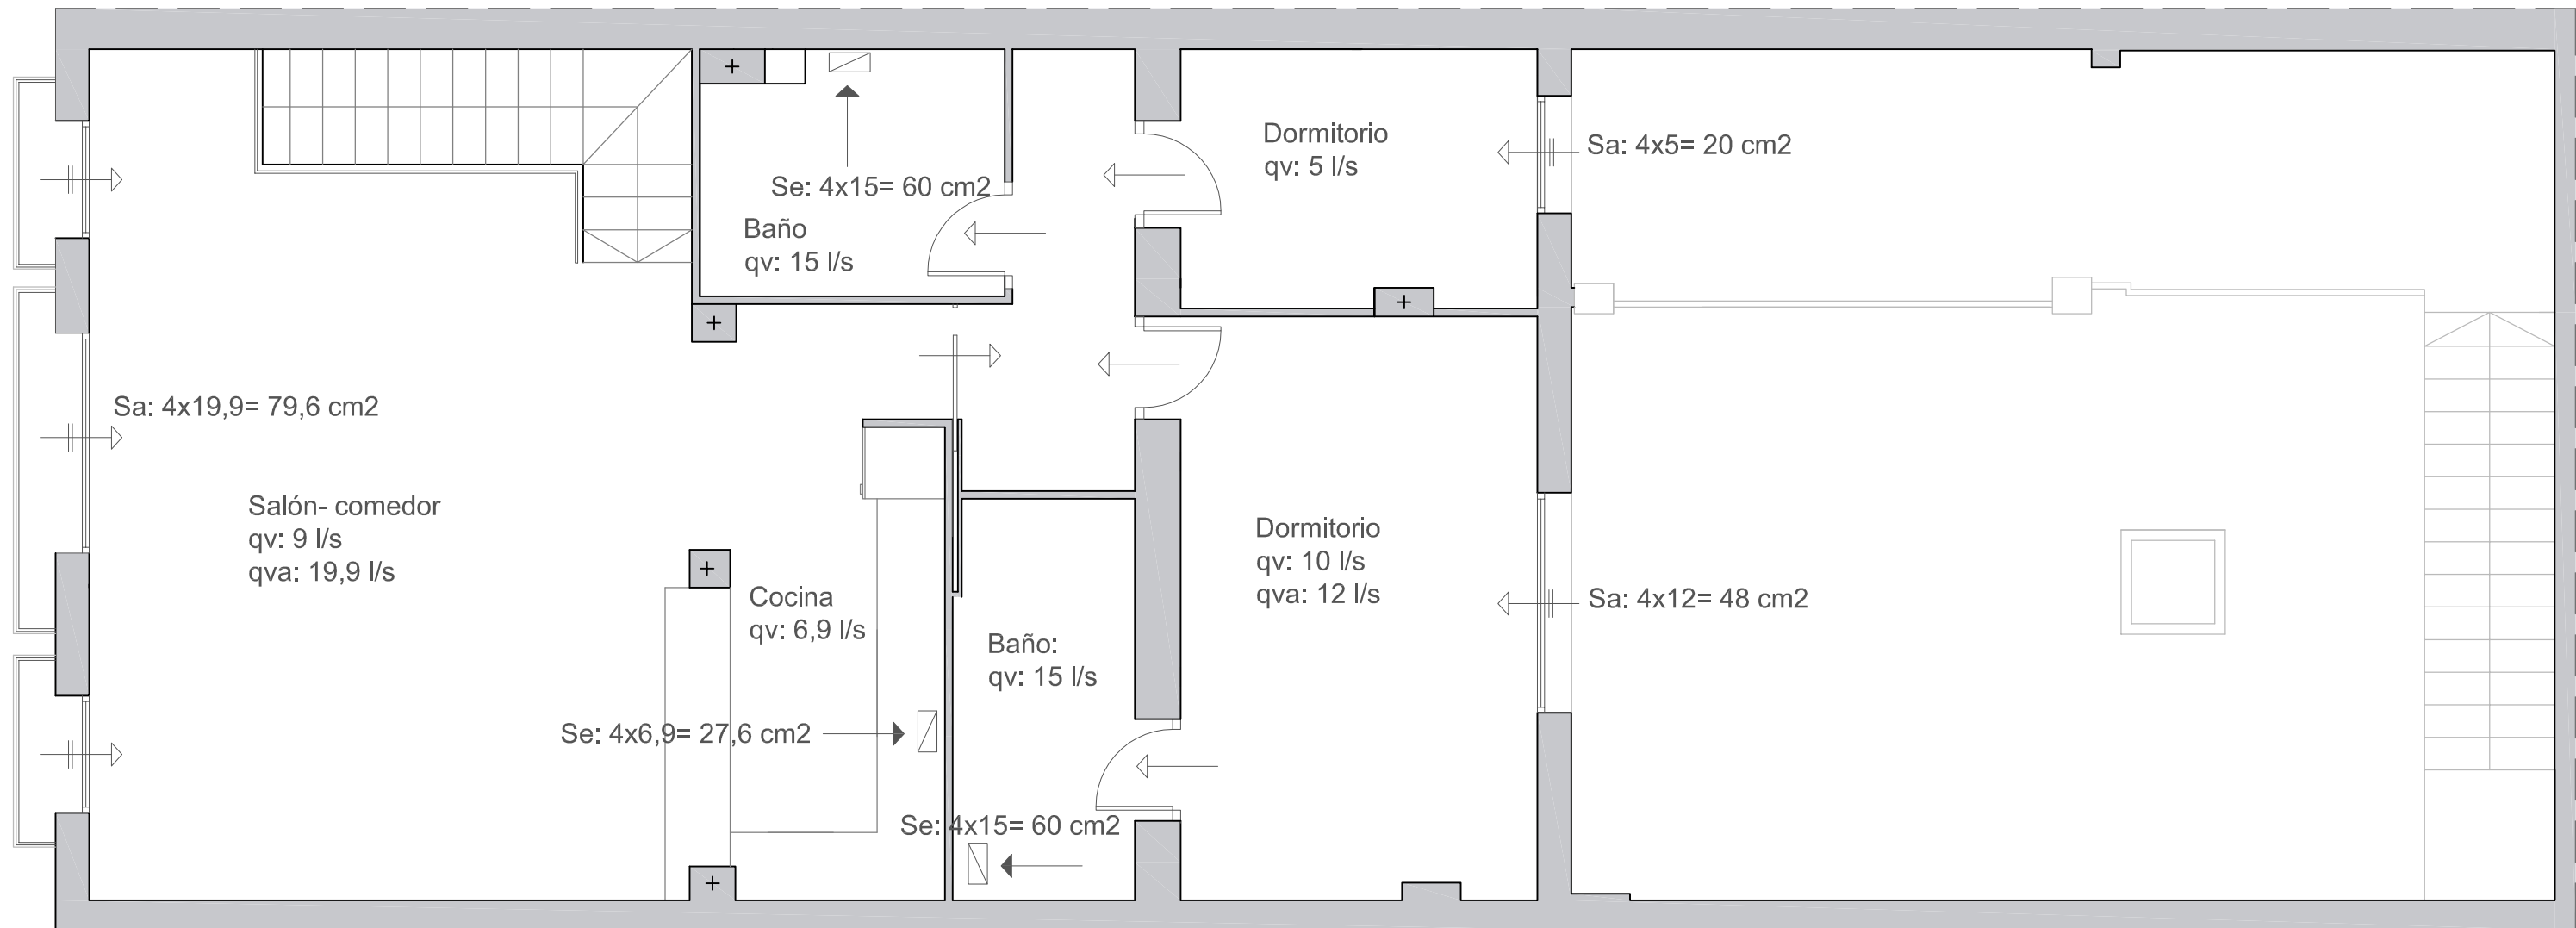 Dormitorio
qv: 5 l/s
Sa: 4x5= 20 cm2
Se: 4x15= 60 cm2
Baño
qv: 15 l/s
Sa: 4x19,9= 79,6 cm2
Salón- comedor
qv: 9 l/s
qva: 19,9 l/s
Dormitorio
qv: 10 l/s
qva: 12 l/s
Sa: 4x12= 48 cm2
Cocina
qv: 6,9 l/s
Baño:
qv: 15 l/s
Se: 4x6,9= 27,6 cm2
Se: 4x15= 60 cm2